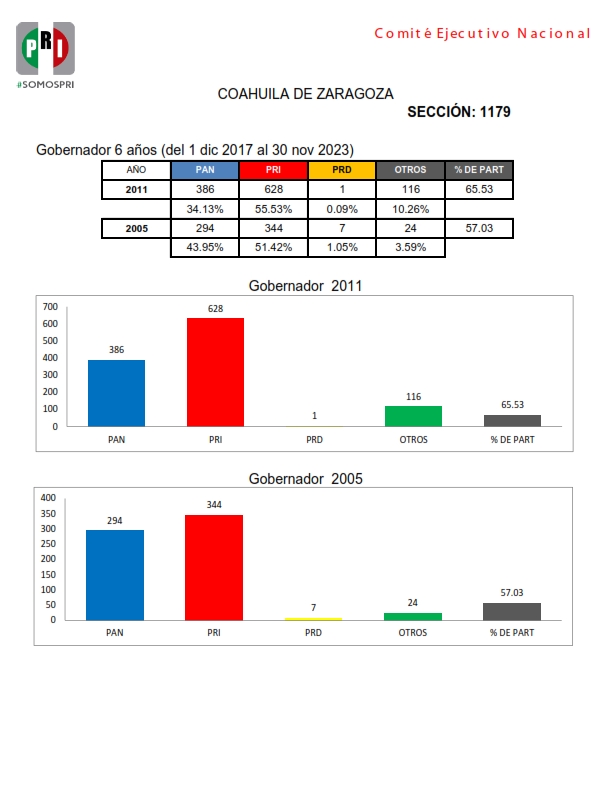 Comité Ejecutivo Nacional
PRI
#SOMOSPRI
COAHUILA DE ZARAGOZA
SECCIÓN: 1179
Gobernador 6 años (del 1 dic 2017 al 30 nov 2023)
AÑO PAN PRI PRD OTROS % DE PART
2011 386 628 1 116 65.53
34.13% 55.53% 0.09% 10.26%
2005 294 344 7 24 57.03
43.95% 51.42% 1.05% 3.59%
Gobernador 2011
700
600
500
400
300
200
100
0
386
628
1
116
65.53
PAN PRI PRD OTROS % DE PART
Gobernador 2005
400
350
300
250
200
150
100
50
0
294
344
7
24
57.03
PAN PRI PRD OTROS % DE PART